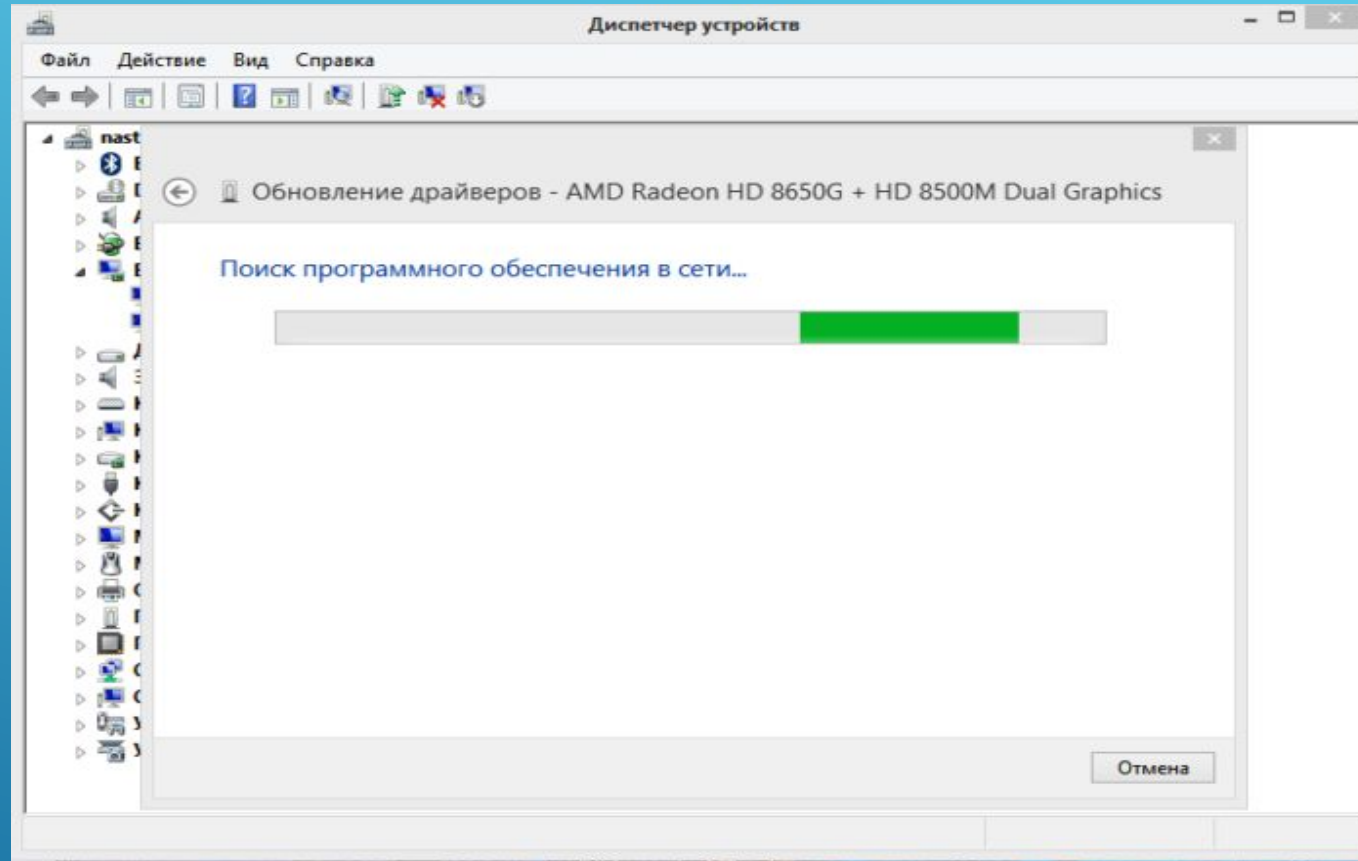 Диспетчер устройств
Файл Действие Вид Справка
nast
Обновление драйверов - AMD Radeon HD 8650G + HD 8500M Dual Graphics
Поиск программного обеспечения в сети...
Отмена